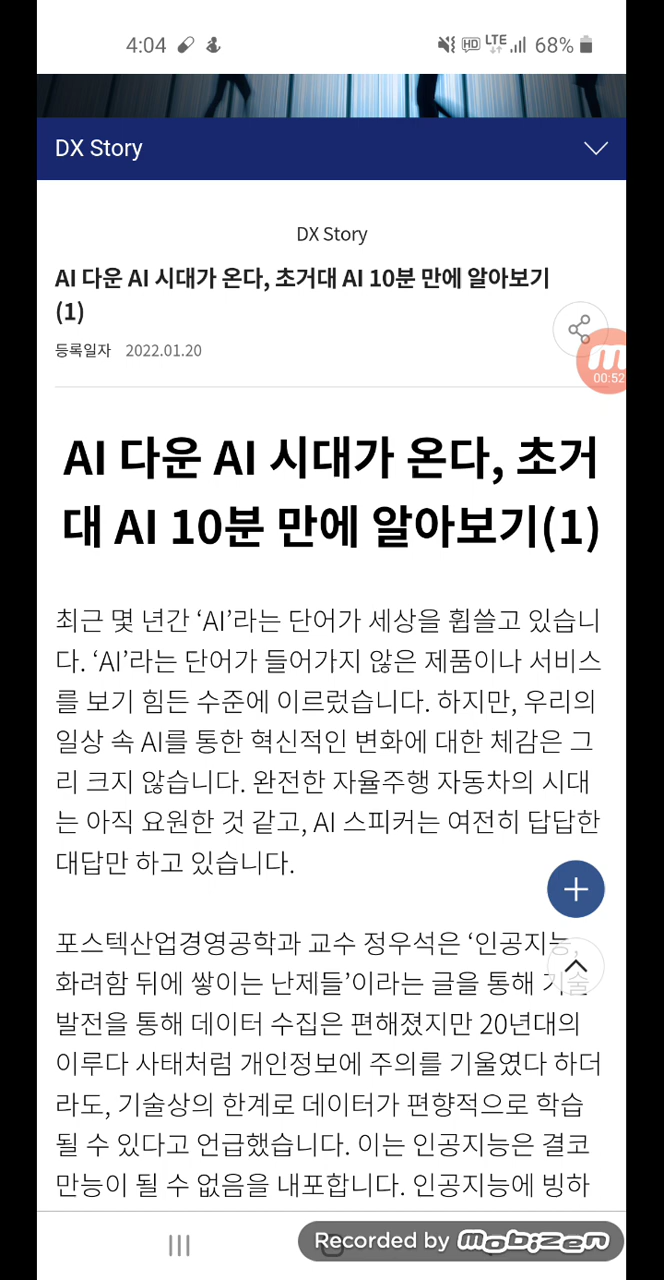 4:04
HD LTE 68%
DX Story
DX Story
AI 다운 AI 시대가 온다, 초거대 AI 10분 만에 알아보기
(1)
등록일자 2022.01.20
00:52
AI 다운 AI 시대가 온다, 초거
대 AI 10분 만에 알아보기(1)
최근 몇 년간 ‘AI’라는 단어가 세상을 휩쓸고 있습니
다. ‘AI’라는 단어가 들어가지 않은 제품이나 서비스
를 보기 힘든 수준에 이르렀습니다. 하지만, 우리의
일상 속 AI를 통한 혁신적인 변화에 대한 체감은 그
리 크지 않습니다. 완전한 자율주행 자동차의 시대
는 아직 요원한 것 같고, AI 스피커는 여전히 답답한
대답만 하고 있습니다.
포스텍산업경영공학과 교수 정우석은 ‘인공지능,
화려함 뒤에 쌓이는 난제들’이라는 글을 통해 기술
발전을 통해 데이터 수집은 편해졌지만 20년대의
이루다 사태처럼 개인정보에 주의를 기울였다 하더
라도, 기술상의 한계로 데이터가 편향적으로 학습
될 수 있다고 언급했습니다. 이는 인공지능은 결코
만능이 될 수 없음을 내포합니다. 인공지능에 빙하
Recorded by mobizen